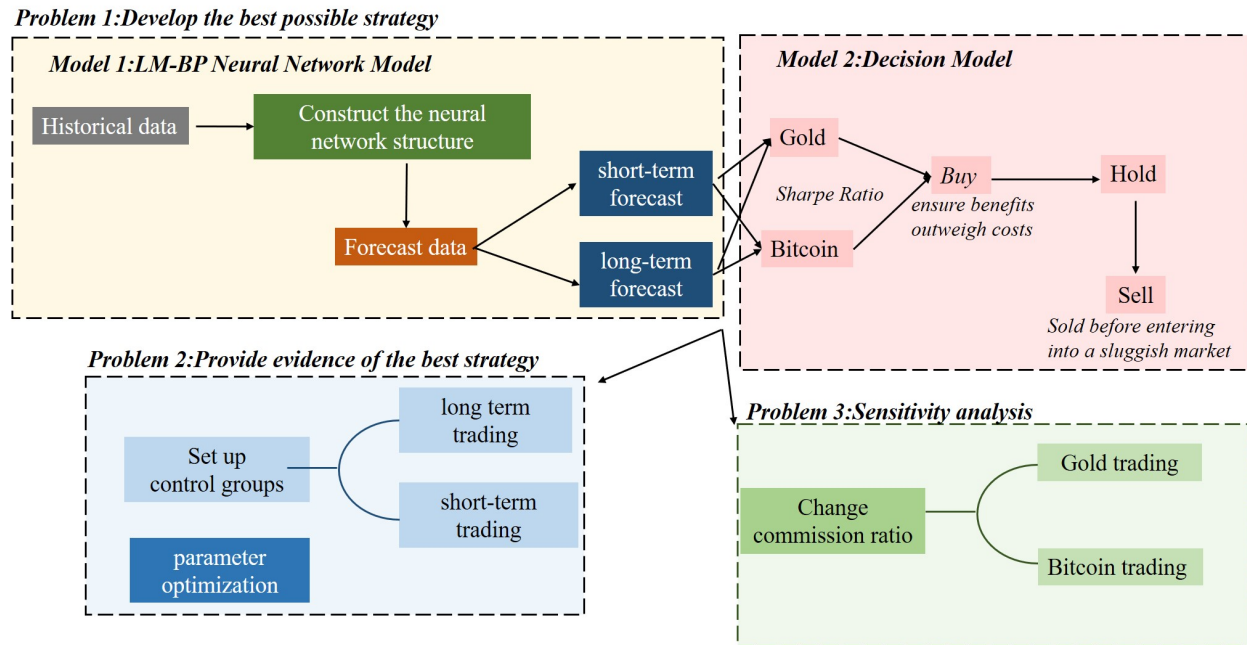 Problem 1:Develop the best possible strategy
Model 1:LM-BP Neural Network Model
Historical data
Construct the neural
network structure
Forecast data
short-term
forecast
long-term
forecast
Model 2:Decision Model
Gold
Sharpe Ratio
Bitcoin
Buy
ensure benefits
outweigh costs
Hold
Sell
Sold before entering
into a sluggish market
Problem 2:Provide evidence of the best strategy
Set up
control groups
long term
trading
short-term
trading
parameter
optimization
Problem 3:Sensitivity analysis
Change
commission ratio
Gold trading
Bitcoin trading